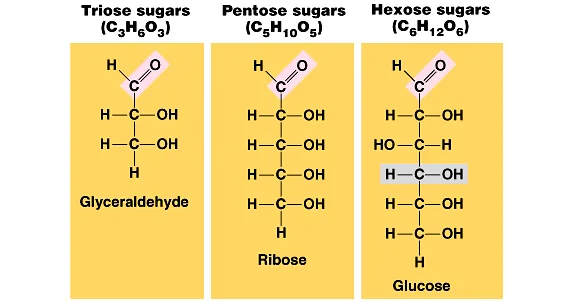 Triose sugars
(C₃H₆O₃)
H O
C
H—C—OH
H—C—OH
H
Glyceraldehyde
Pentose sugars
(C₅H₁₀O₅)
H O
C
H—C—OH
H—C—OH
H—C—OH
H—C—OH
H
Ribose
Hexose sugars
(C₆H₁₂O₆)
H O
C
H—C—OH
HO—C—H
H—C—OH
H—C—OH
H—C—OH
H
Glucose